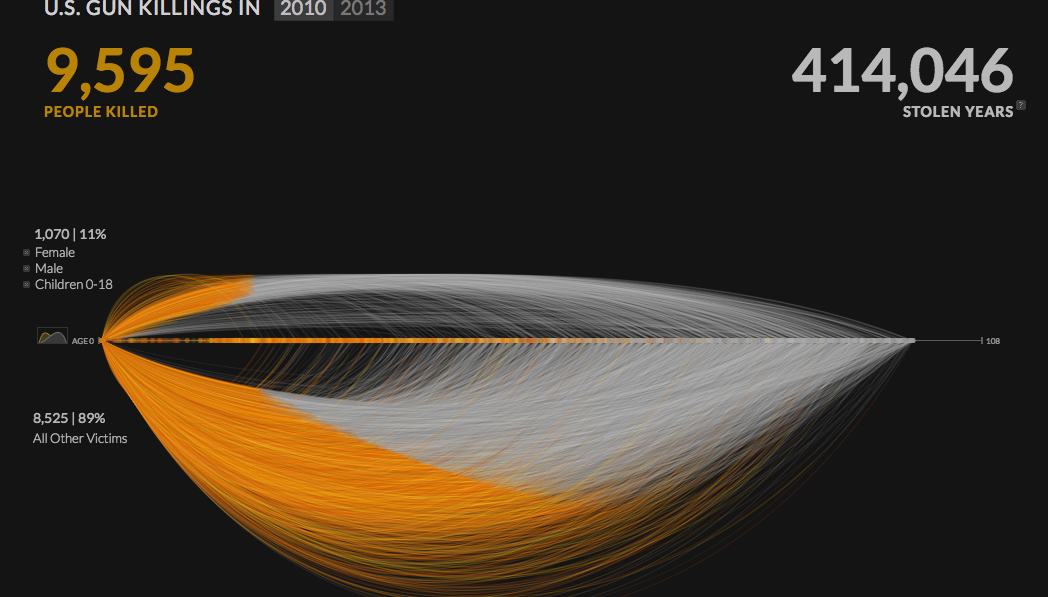 U.S. GUN KILLINGS IN 2010 2013
9,595
PEOPLE KILLED
414,046
STOLEN YEARS ?
1,070 | 11%
Female
Male
Children 0-18
AGE 0
108
8,525 | 89%
All Other Victims